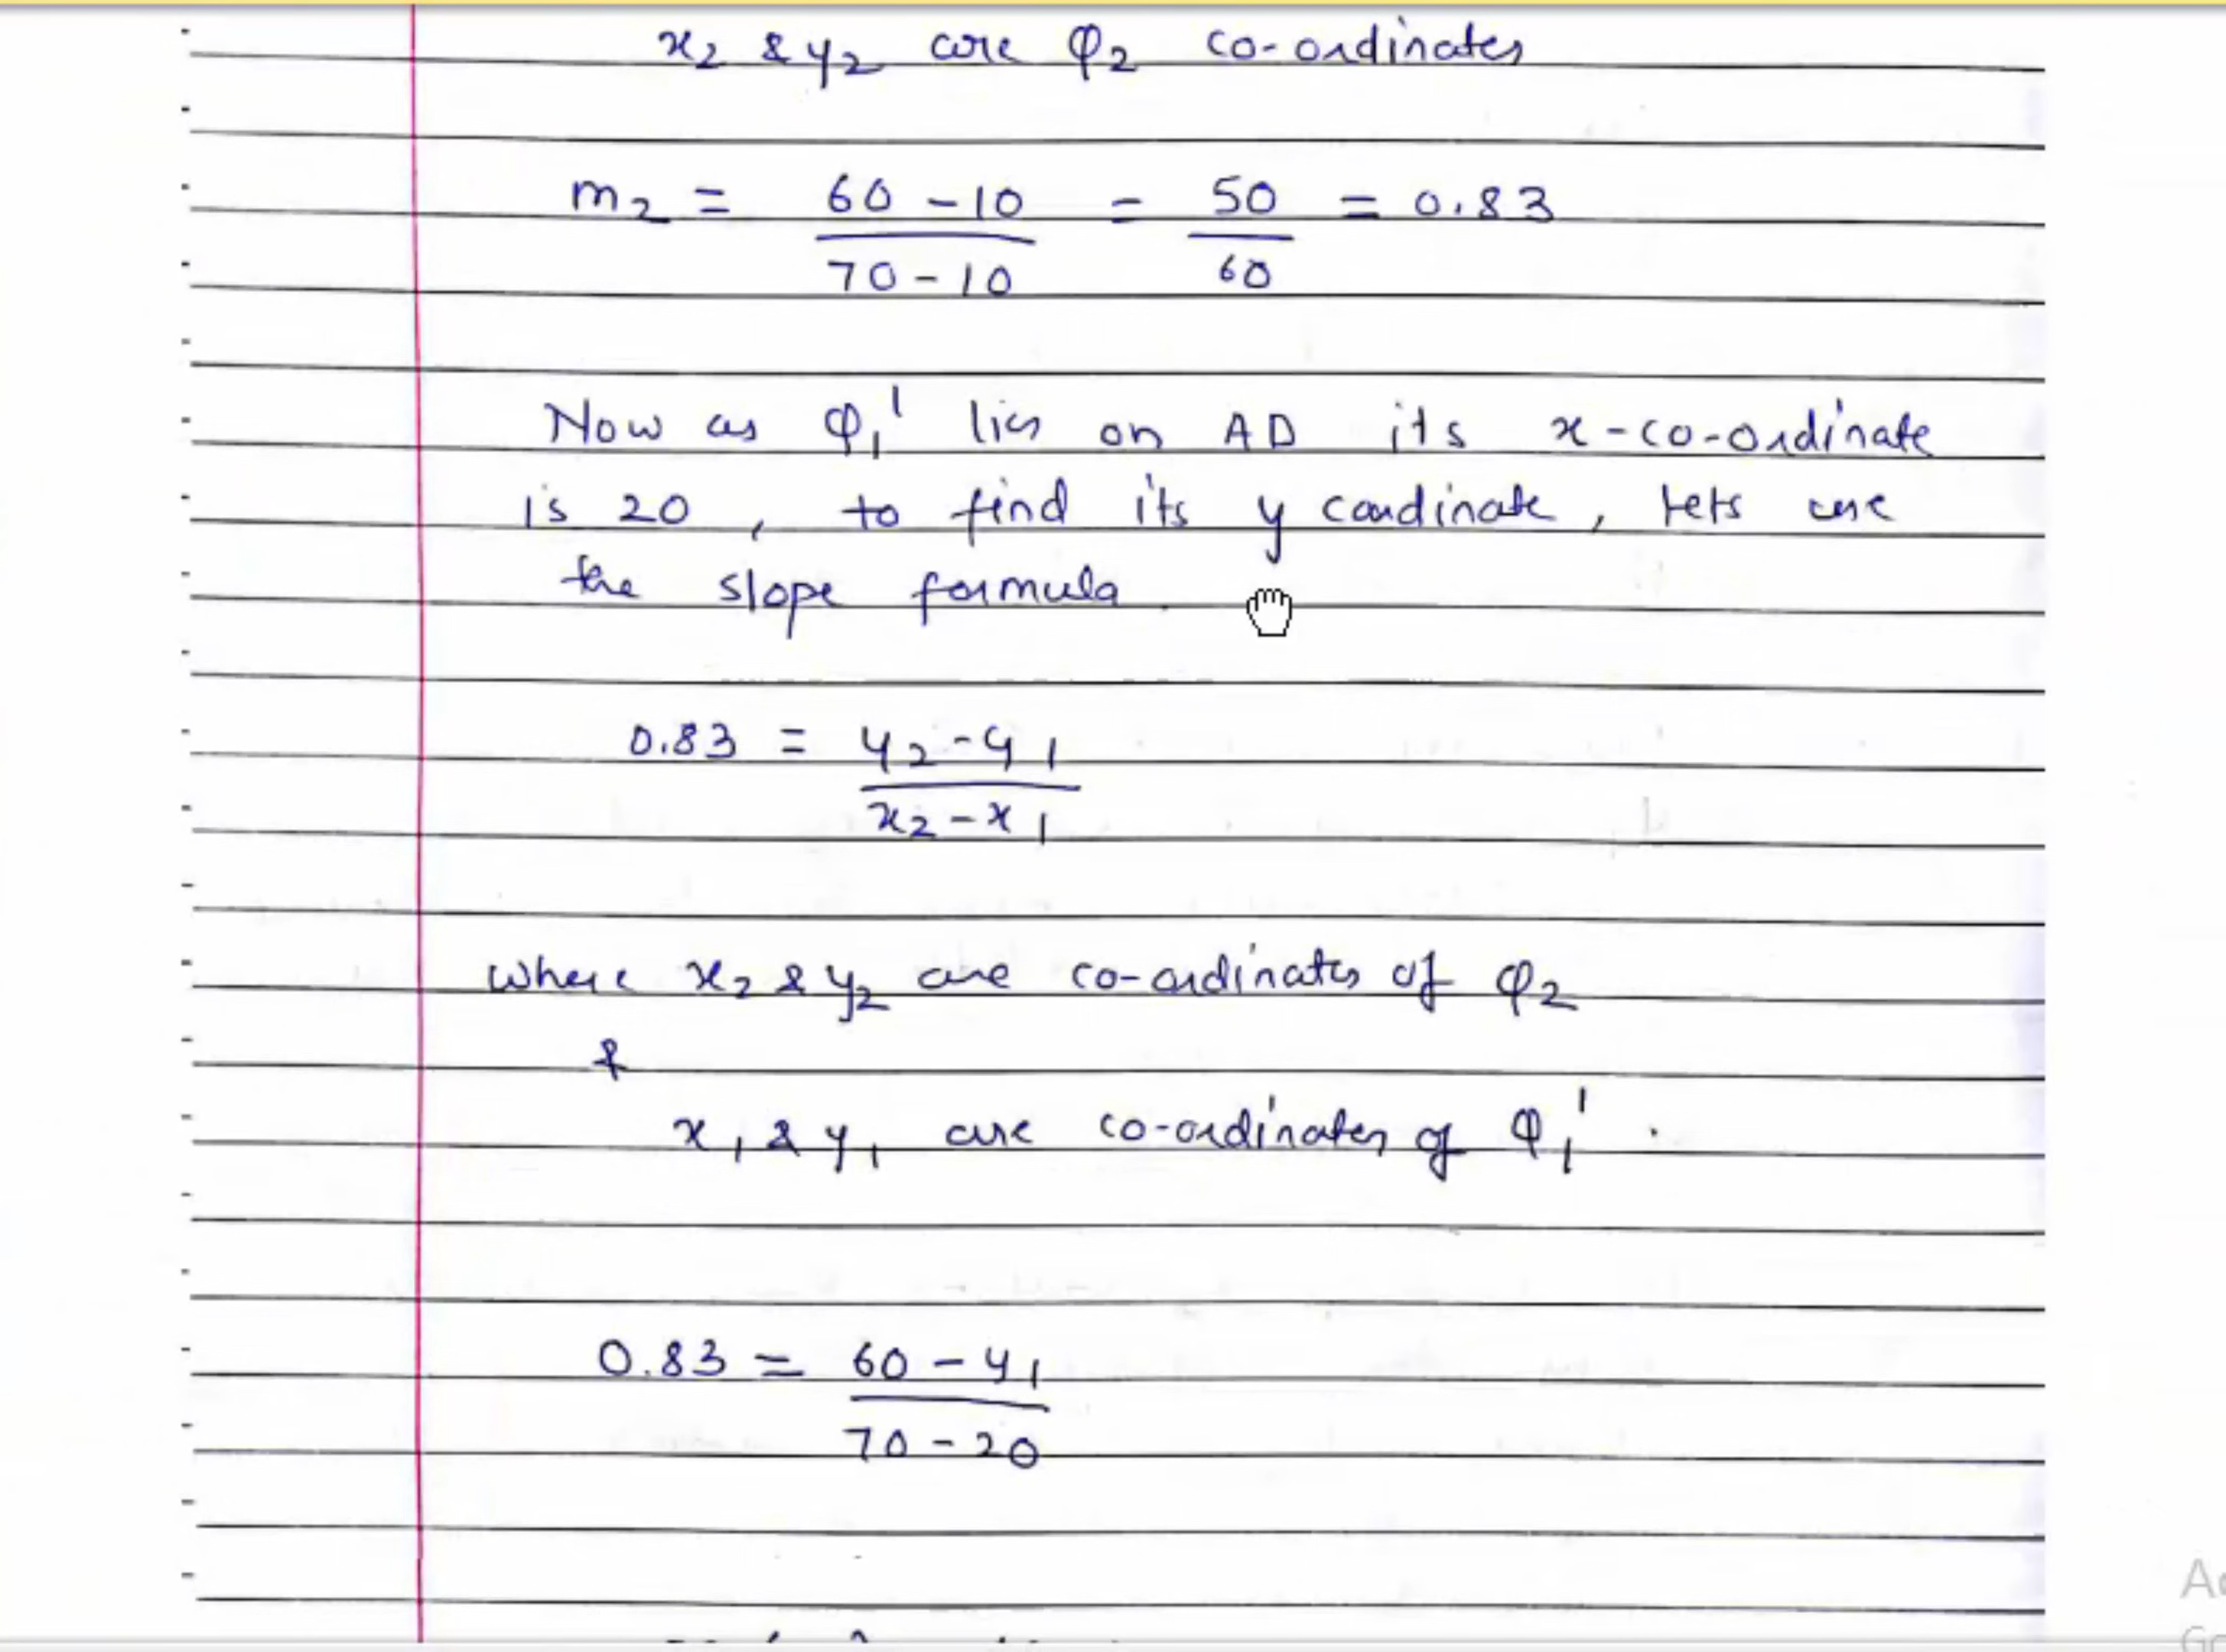 x2 & y2 are φ2 co-ordinates
m2 = 60 - 10 / 70 - 10 = 50 / 60 = 0.83
Now as φ1' lies on AD its x-co-ordinate
is 20, to find its y coordinate, lets use
the slope formula.
0.83 = y2 - y1 / x2 - x1
where x2 & y2 are co-ordinates of φ2
&
x1 & y1 are co-ordinates of φ1'.
0.83 = 60 - y1 / 70 - 20